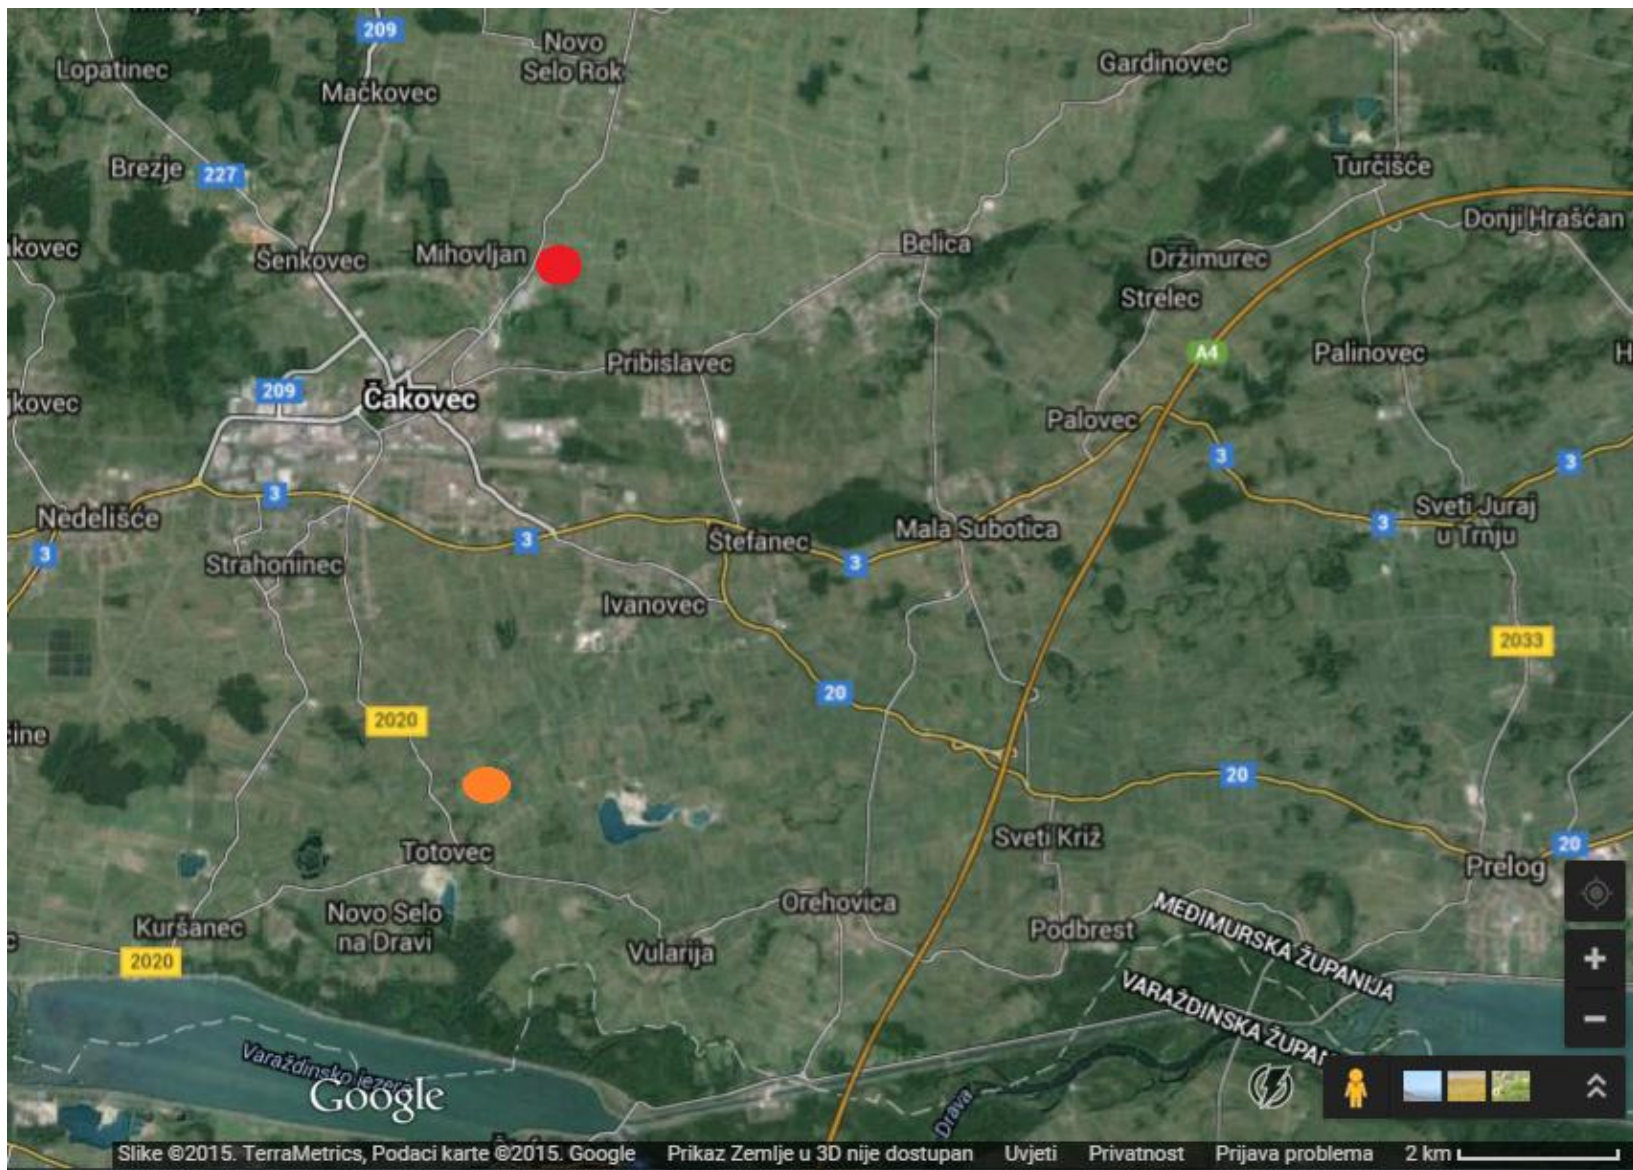 209
Novo
Selo Rok
Gardinovec
Lopatinec
Mačkovec
Brezje
227
Turčišće
Donji Hrašćan
Šenkovec
Mihovljan
Belica
Držimurec
Strelec
A4
Pribislavec
Palinovec
209
Čakovec
Palovec
3
3
3
Nedelišće
3
Sveti Juraj
u Trnju
3
Mala Subotica
3
Štefanec
3
3
Strahoninec
Ivanovec
2033
20
2020
20
Totovec
Sveti Križ
20
Prelog
Orehovica
Kuršanec
Novo Selo
na Dravi
Podbrest
MEĐIMURSKA ŽUPANIJA
Vularija
2020
VARAŽDINSKA ŽUPAN
Varaždinsko jezero
Google
Drava
Slike ©2015. TerraMetrics, Podaci karte ©2015. Google
Prikaz Zemlje u 3D nije dostupan
Uvjeti
Privatnost
Prijava problema
2 km